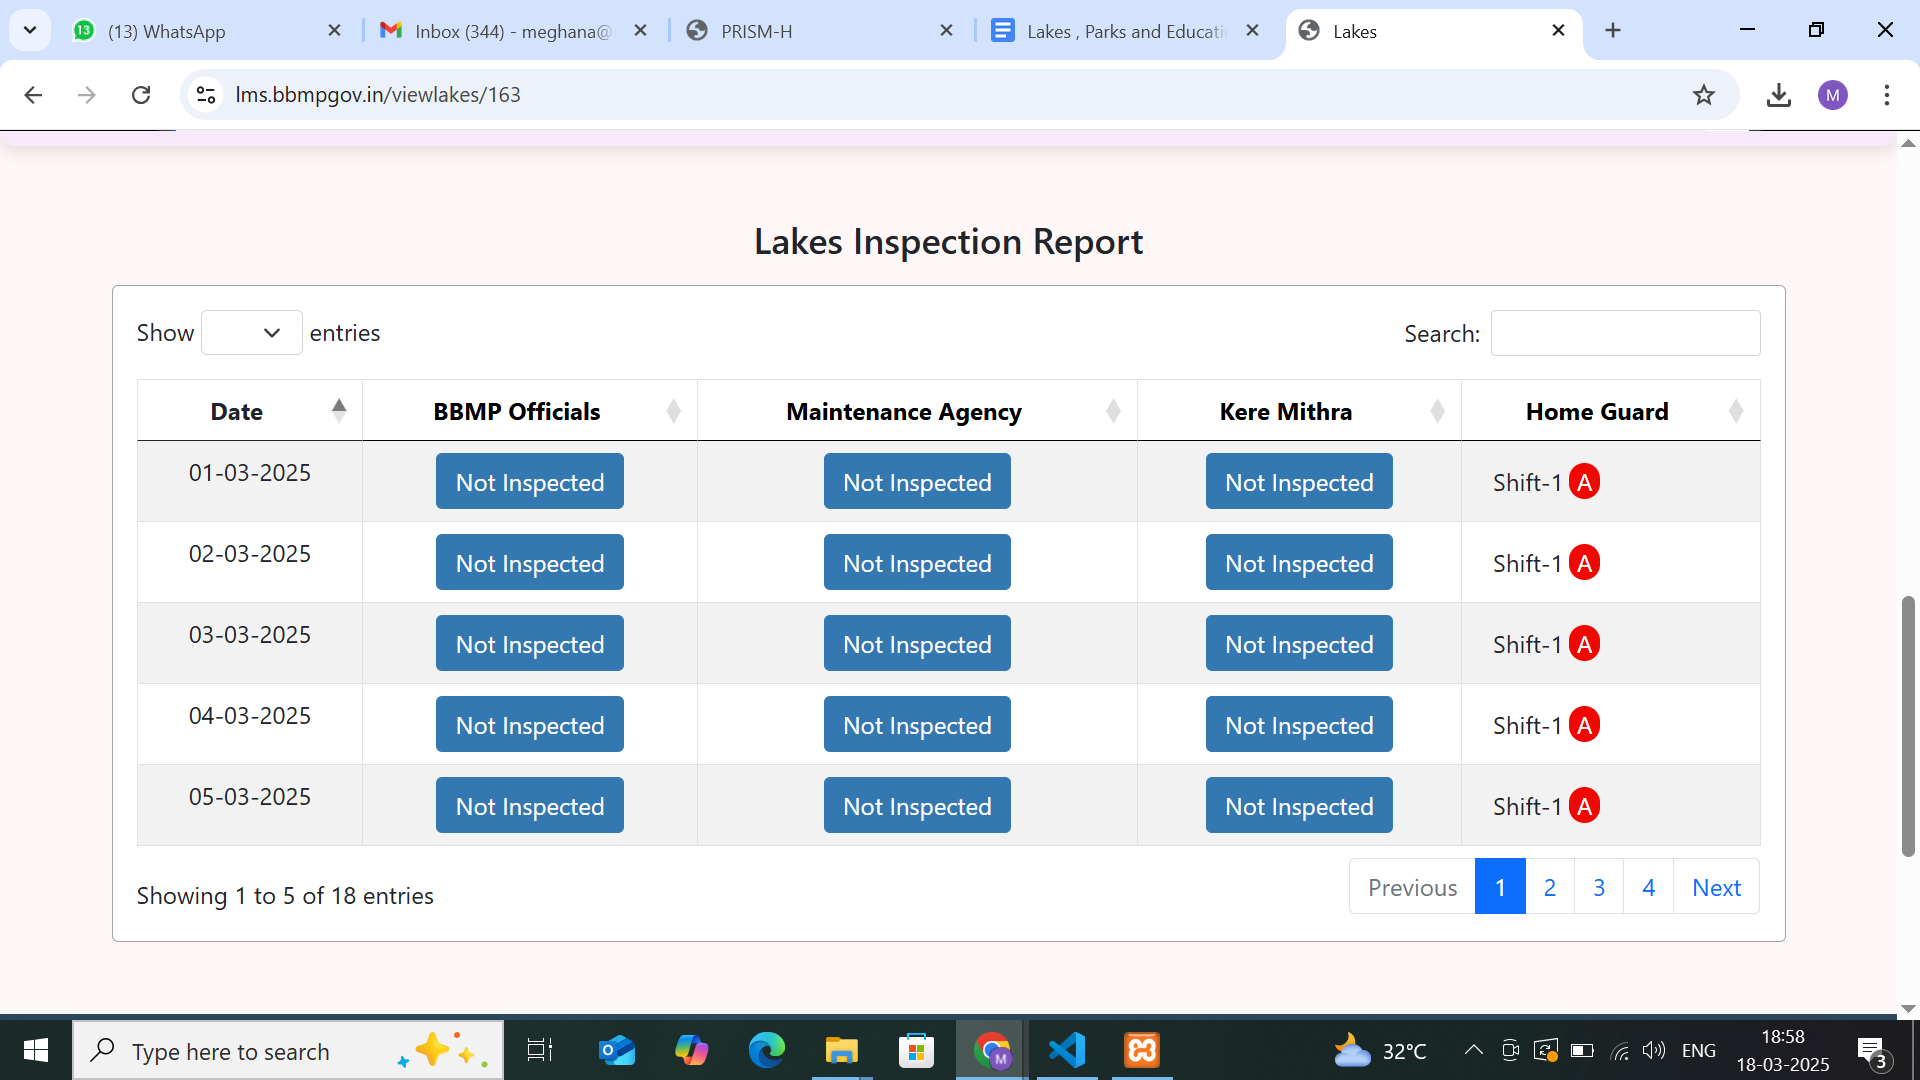 13 (13) WhatsApp
Inbox (344) - meghana@
PRISM-H
Lakes , Parks and Educati
Lakes
lms.bbmpgov.in/viewlakes/163
M
Lakes Inspection Report
Show entries
Search:
Date BBMP Officials Maintenance Agency Kere Mithra Home Guard
01-03-2025 Not Inspected Not Inspected Not Inspected Shift-1 A
02-03-2025 Not Inspected Not Inspected Not Inspected Shift-1 A
03-03-2025 Not Inspected Not Inspected Not Inspected Shift-1 A
04-03-2025 Not Inspected Not Inspected Not Inspected Shift-1 A
05-03-2025 Not Inspected Not Inspected Not Inspected Shift-1 A
Showing 1 to 5 of 18 entries
Previous 1 2 3 4 Next
Type here to search
M
32°C
ENG
18:58
18-03-2025
3